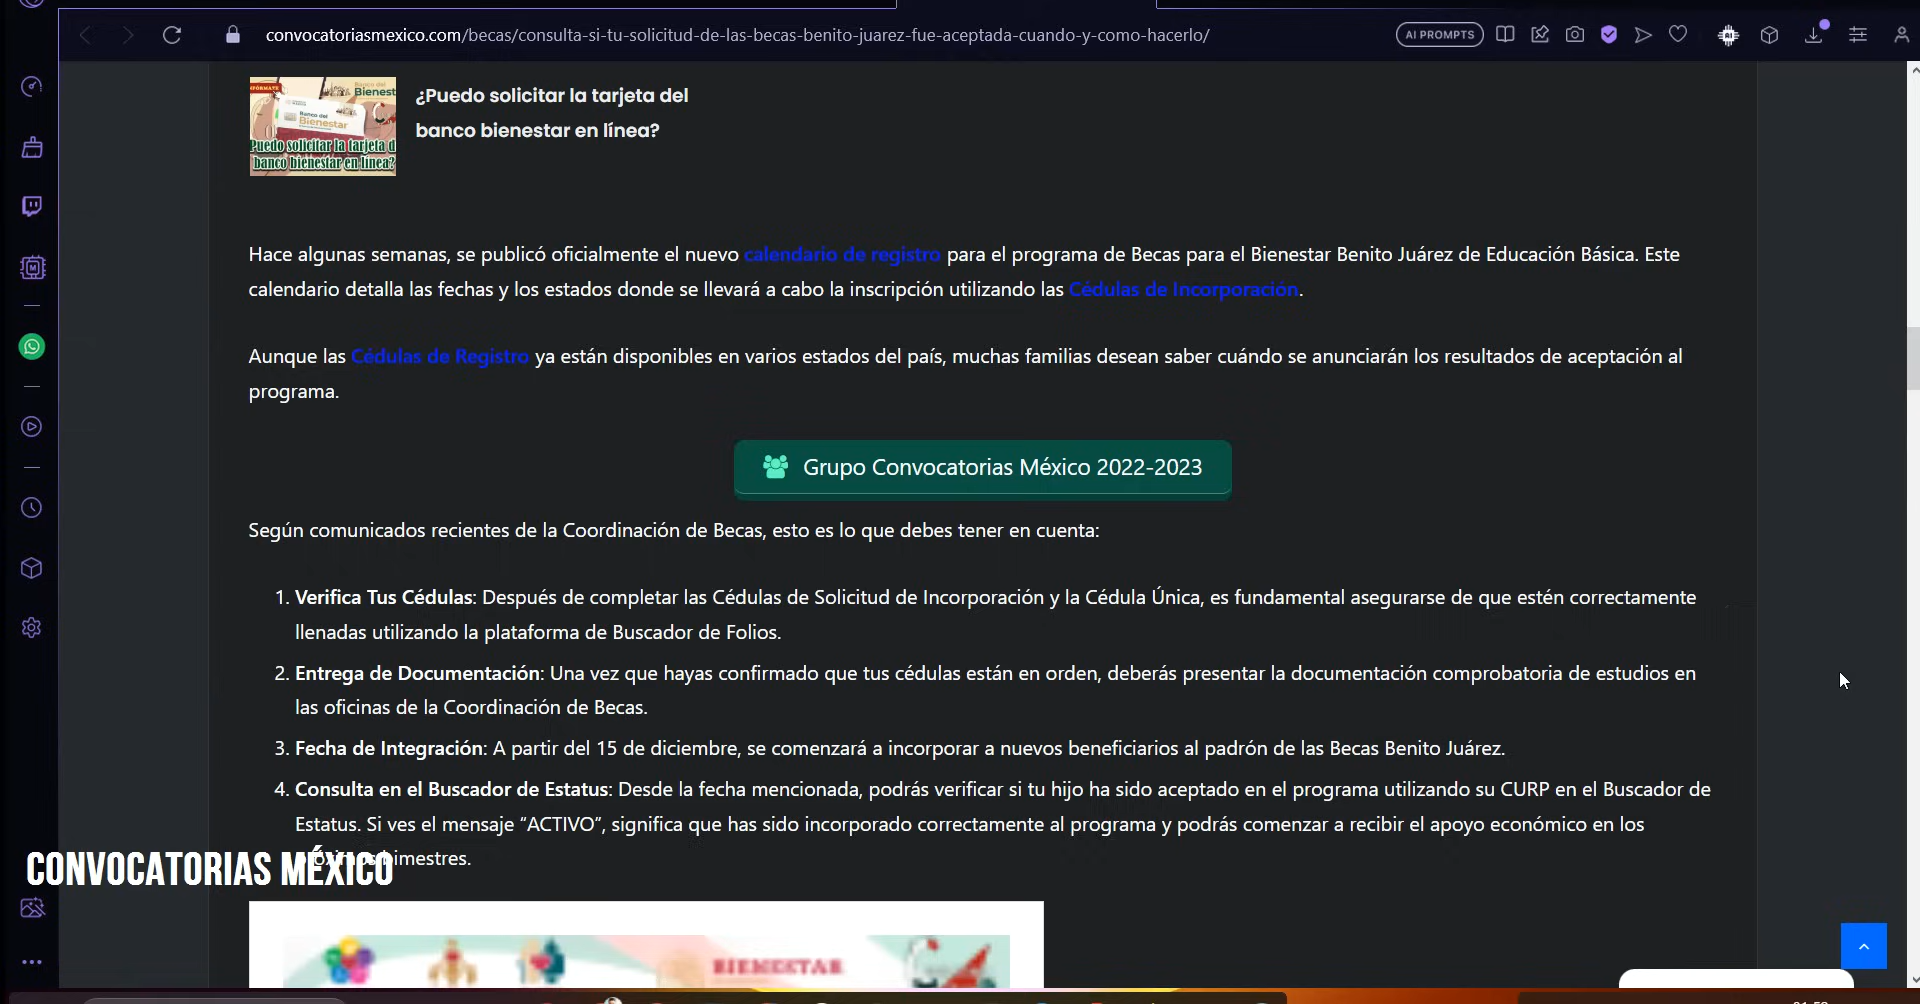 convocatoriasmexico.com/becas/consulta-si-tu-solicitud-de-las-becas-benito-juarez-fue-aceptada-cuando-y-como-hacerlo/
AI PROMPTS
Banco del
Bienestar
Puedo solicitar la tarjeta d
banco bienestar en línea?
¿Puedo solicitar la tarjeta del
banco bienestar en línea?
Hace algunas semanas, se publicó oficialmente el nuevo calendario de registro para el programa de Becas para el Bienestar Benito Juárez de Educación Básica. Este
calendario detalla las fechas y los estados donde se llevará a cabo la inscripción utilizando las Cédulas de Incorporación.
Aunque las Cédulas de Registro ya están disponibles en varios estados del país, muchas familias desean saber cuándo se anunciarán los resultados de aceptación al
programa.
Grupo Convocatorias México 2022-2023
Según comunicados recientes de la Coordinación de Becas, esto es lo que debes tener en cuenta:
1. Verifica Tus Cédulas: Después de completar las Cédulas de Solicitud de Incorporación y la Cédula Única, es fundamental asegurarse de que estén correctamente
llenadas utilizando la plataforma de Buscador de Folios.
2. Entrega de Documentación: Una vez que hayas confirmado que tus cédulas están en orden, deberás presentar la documentación comprobatoria de estudios en
las oficinas de la Coordinación de Becas.
3. Fecha de Integración: A partir del 15 de diciembre, se comenzará a incorporar a nuevos beneficiarios al padrón de las Becas Benito Juárez.
4. Consulta en el Buscador de Estatus: Desde la fecha mencionada, podrás verificar si tu hijo ha sido aceptado en el programa utilizando su CURP en el Buscador de
Estatus. Si ves el mensaje “ACTIVO”, significa que has sido incorporado correctamente al programa y podrás comenzar a recibir el apoyo económico en los
próximos bimestres.
CONVOCATORIAS MÉXICO
BIENESTAR